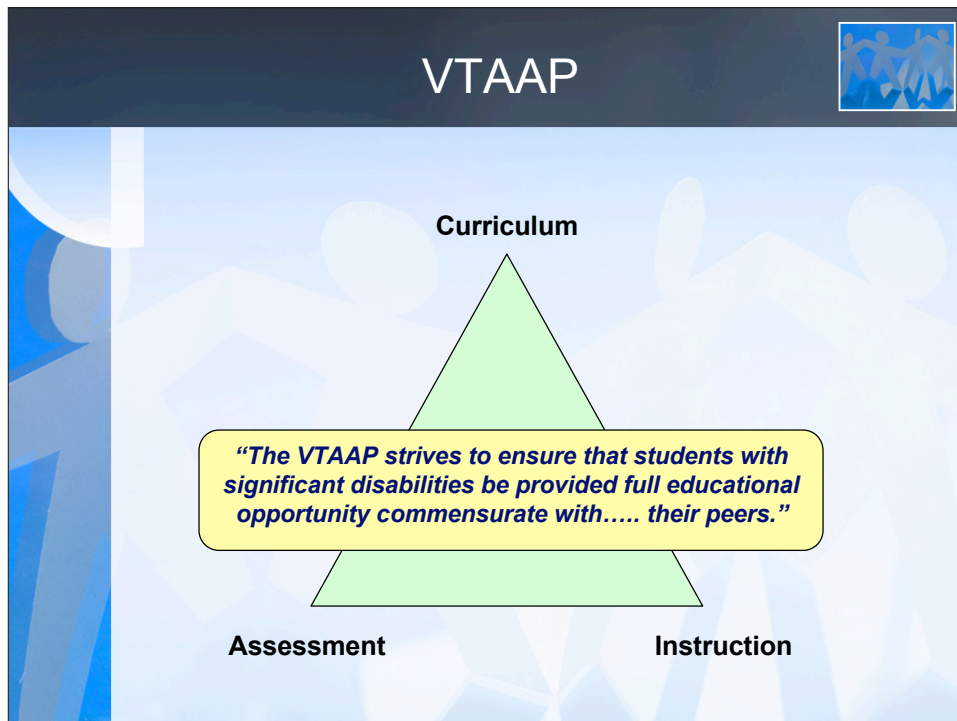 VTAAP
Curriculum
“The VTAAP strives to ensure that students with
significant disabilities be provided full educational
opportunity commensurate with….. their peers.”
Assessment
Instruction